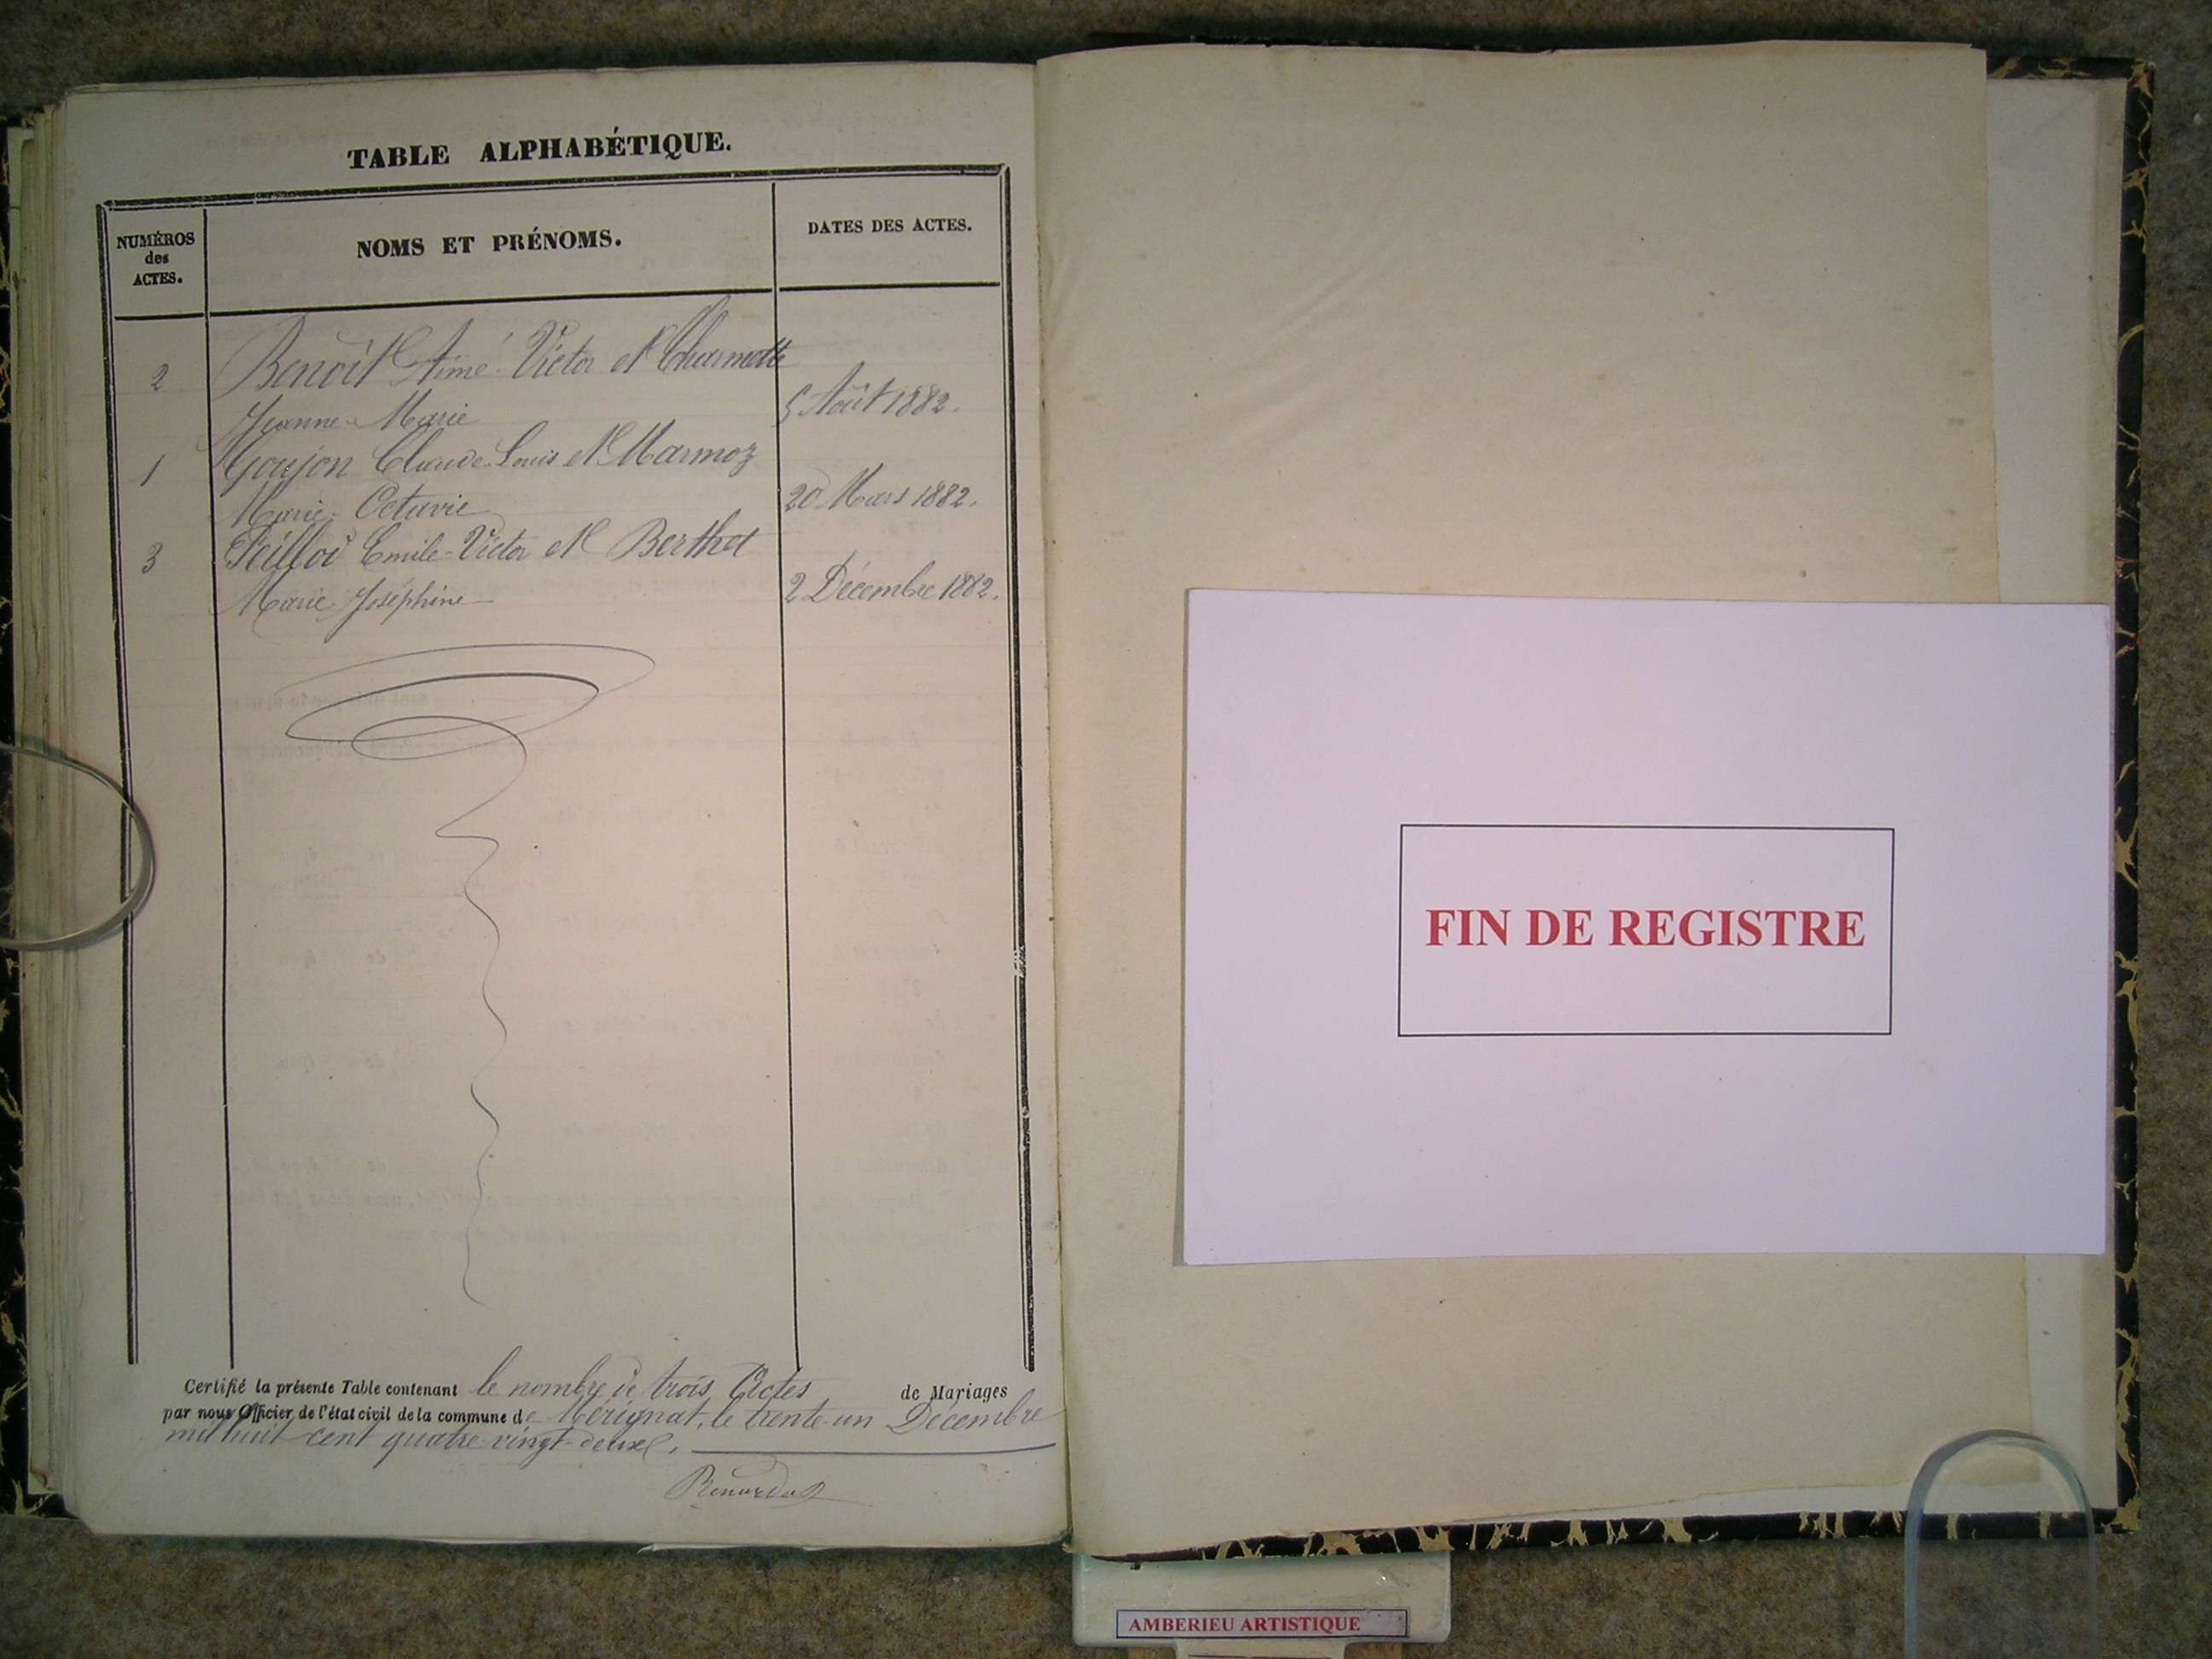 TABLE ALPHABÉTIQUE.
NUMÉROS
des
ACTES.
NOMS ET PRÉNOMS.
DATES DES ACTES.
2 Benoît Aimé-Victor et Charmette
Jeanne-Marie 5 Août 1882.
1 Goujon Claude-Louis et Marmoz
Marie-Octavie 20 Mars 1882.
3 Emile-Victor et Berthet
Marie Joséphine 2 Décembre 1882.
Certifié la présente Table contenant le nombre de trois Actes de Mariages
par nous Officier de l'état civil de la commune de Mérignat, le trente-un Décembre
mil huit cent quatre-vingt-deux.
FIN DE REGISTRE
AMBERIEU ARTISTIQUE